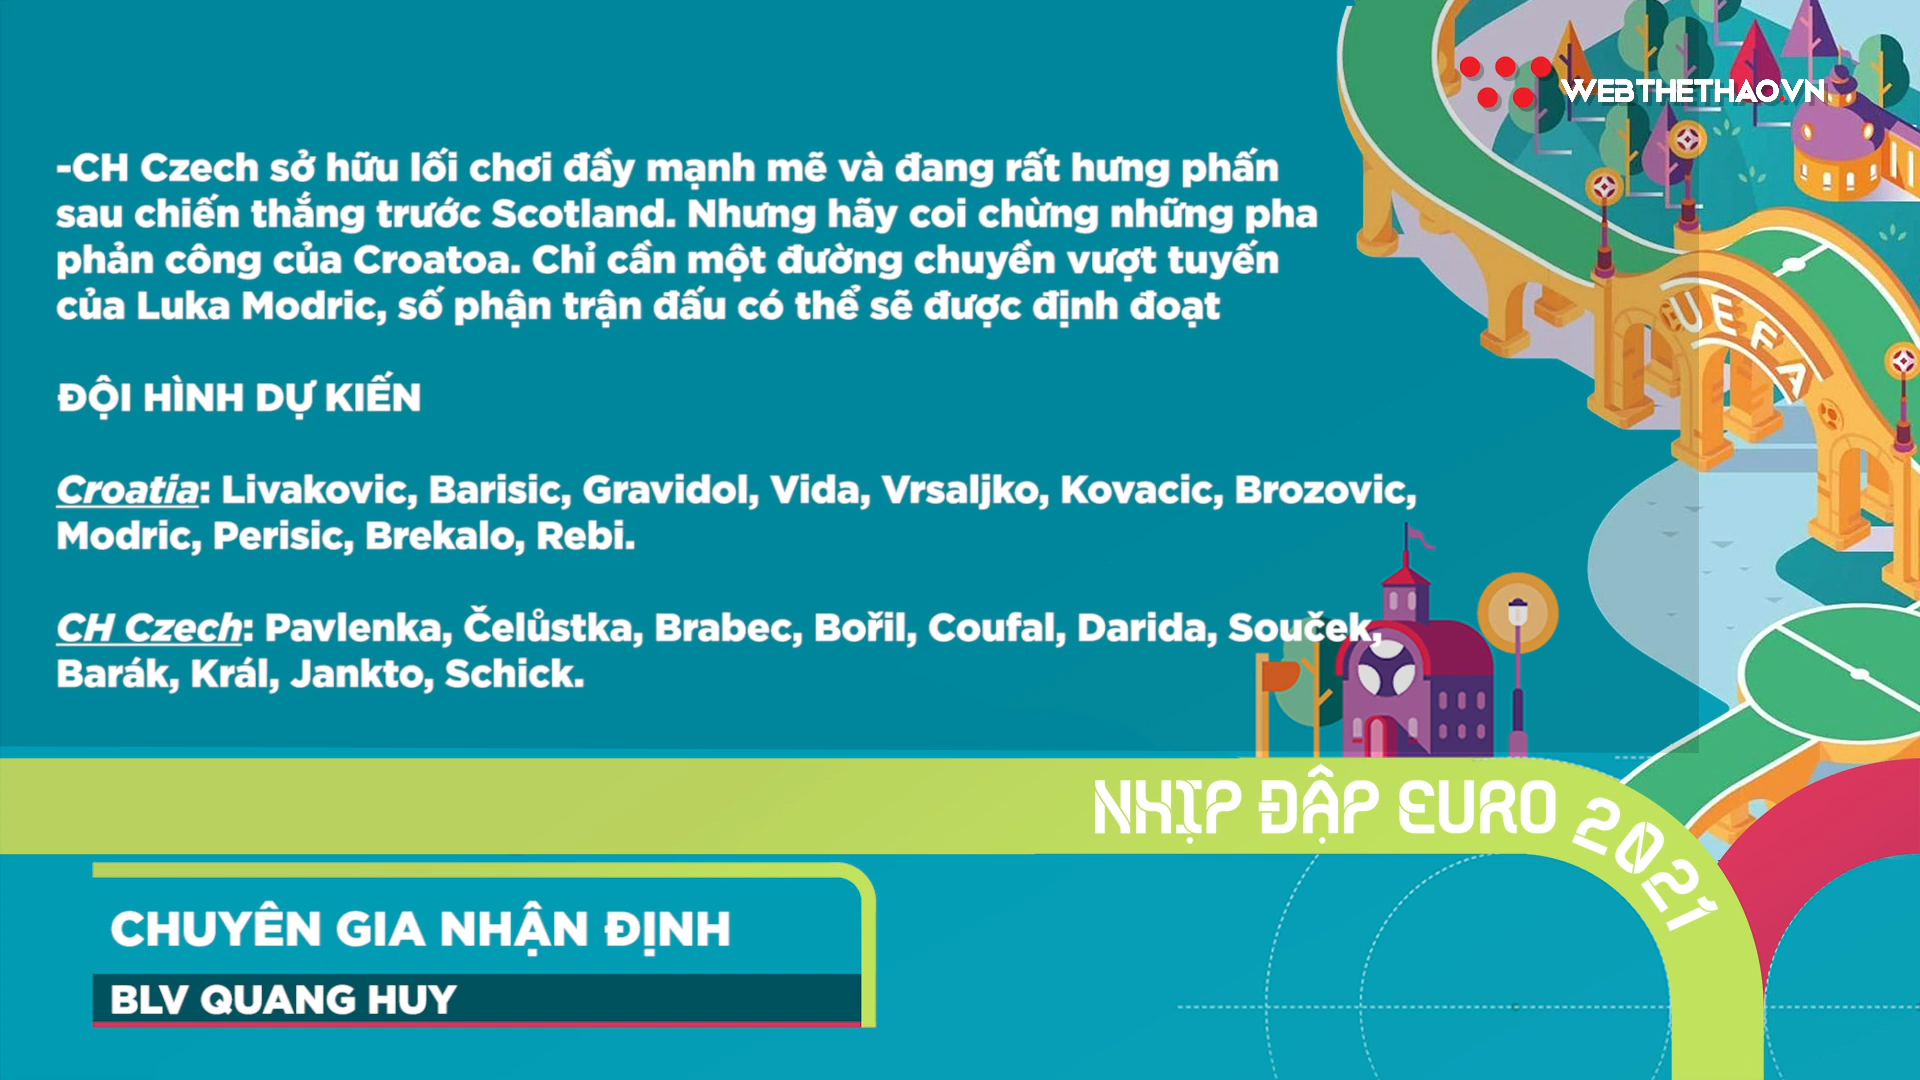 WEBTHETHAO.VN
-CH Czech sở hữu lối chơi đầy mạnh mẽ và đang rất hưng phấn
sau chiến thắng trước Scotland. Nhưng hãy coi chừng những pha
phản công của Croatoa. Chỉ cần một đường chuyền vượt tuyến
của Luka Modric, số phận trận đấu có thể sẽ được định đoạt
UEFA
ĐỘI HÌNH DỰ KIẾN
Croatia: Livakovic, Barisic, Gravidol, Vida, Vrsaljko, Kovacic, Brozovic,
Modric, Perisic, Brekalo, Rebi.
CH Czech: Pavlenka, Čelůstka, Brabec, Bořil, Coufal, Darida, Souček,
Barák, Král, Jankto, Schick.
NHỊP ĐẬP EURO 2021
CHUYÊN GIA NHẬN ĐỊNH
BLV QUANG HUY